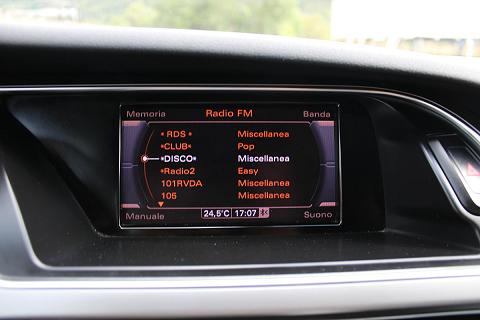 Memoria Radio FM Banda
* RDS * Miscellanea
*CLUB* Pop
*DISCO* Miscellanea
*Radio2 Easy
101RVDA Miscellanea
105 Miscellanea
Manuale 24,5°C 17:07 Suono